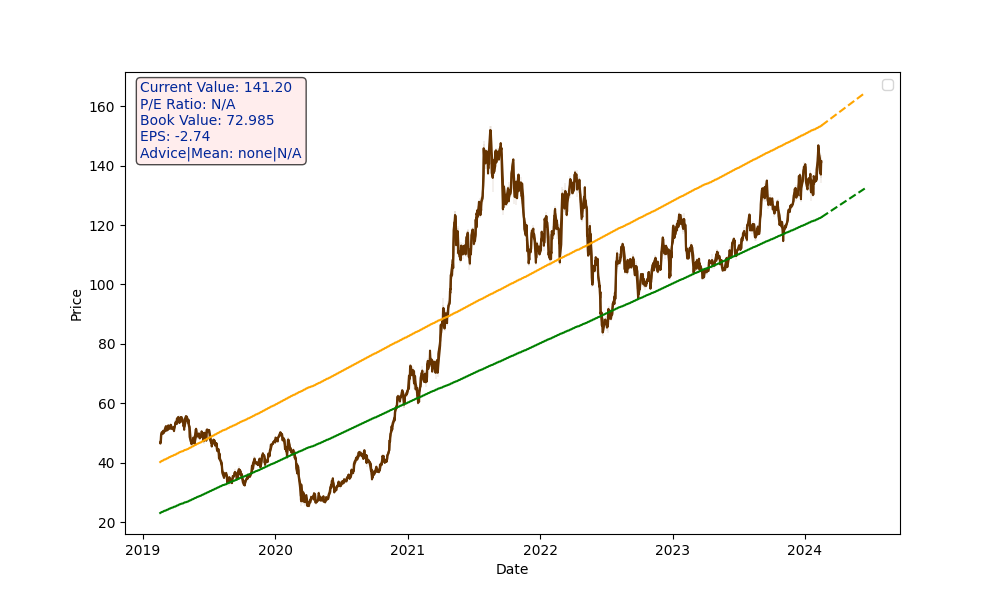 Current Value: 141.20
P/E Ratio: N/A
Book Value: 72.985
EPS: -2.74
Advice|Mean: none|N/A
160
140
120
100
80
60
40
20
Price
2019 2020 2021 2022 2023 2024
Date